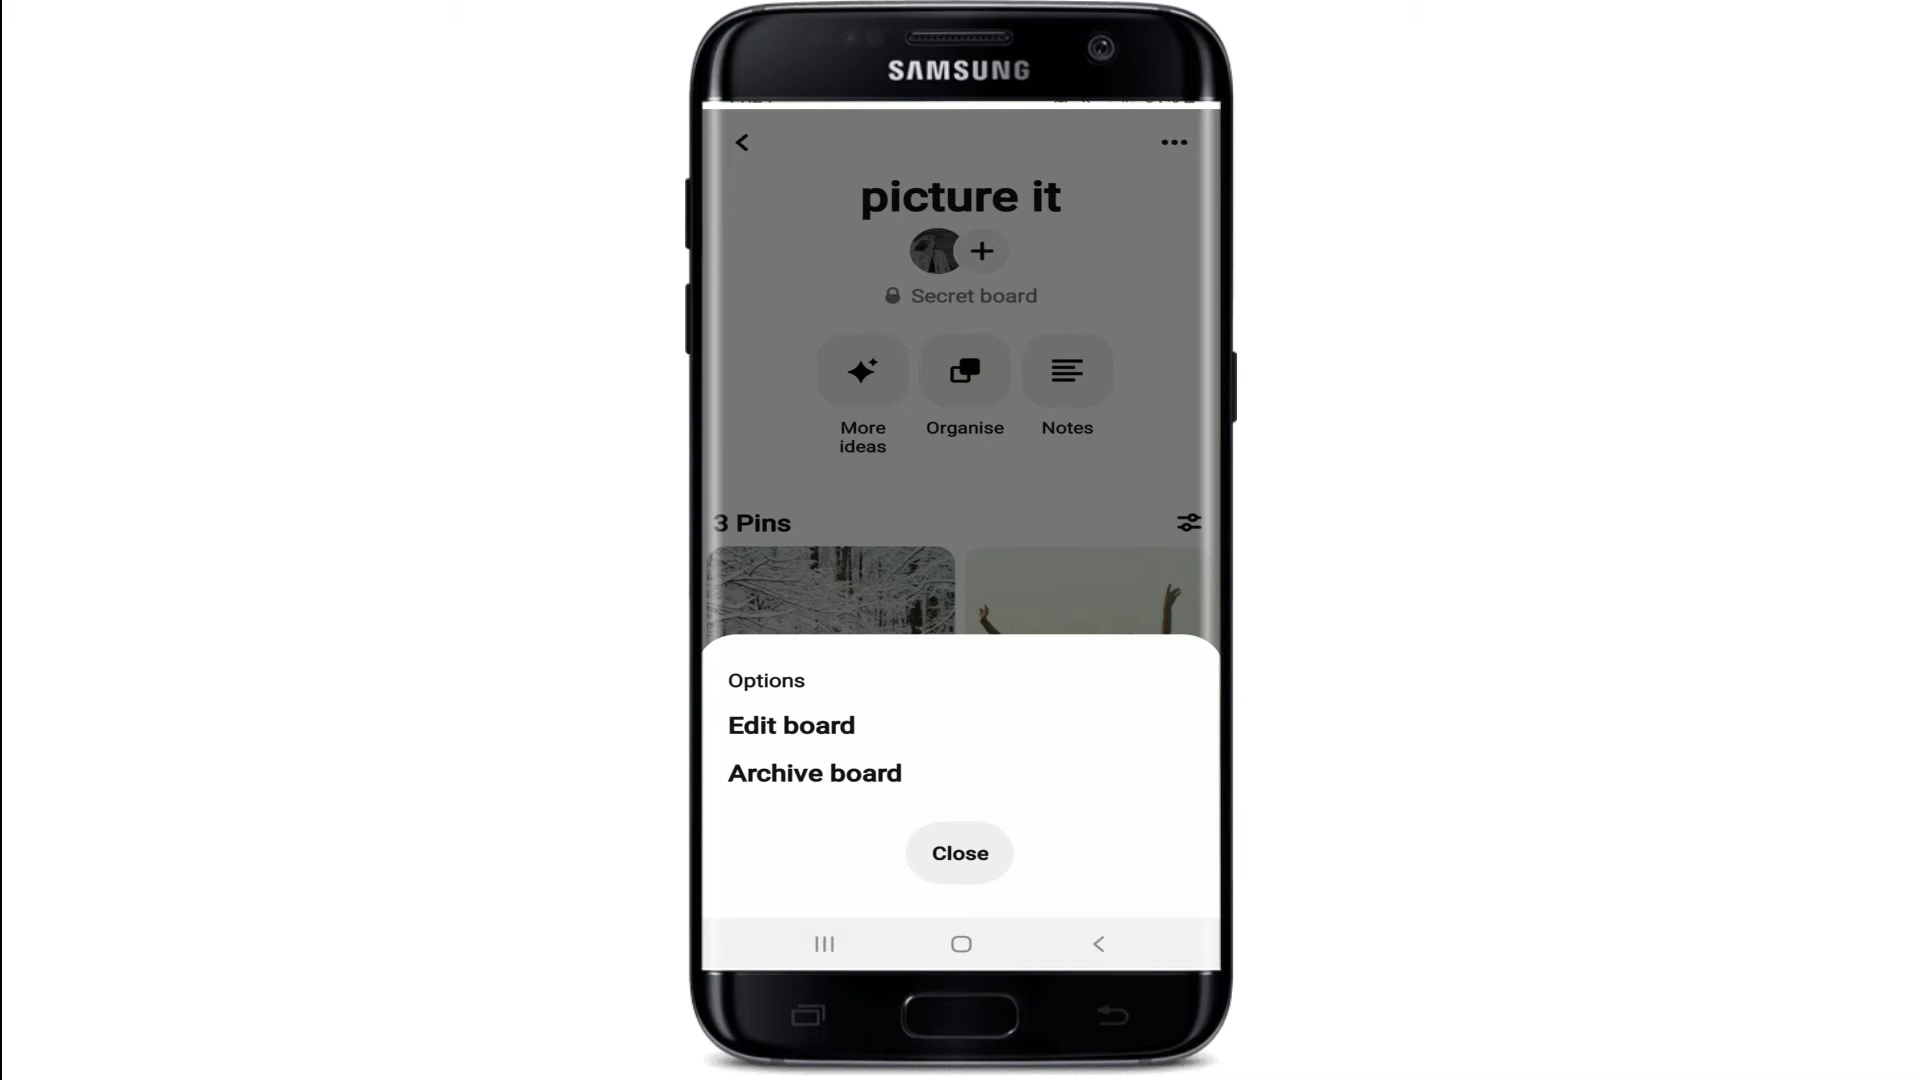 SAMSUNG
picture it
Secret board
More
ideas
Organise
Notes
3 Pins
Options
Edit board
Archive board
Close